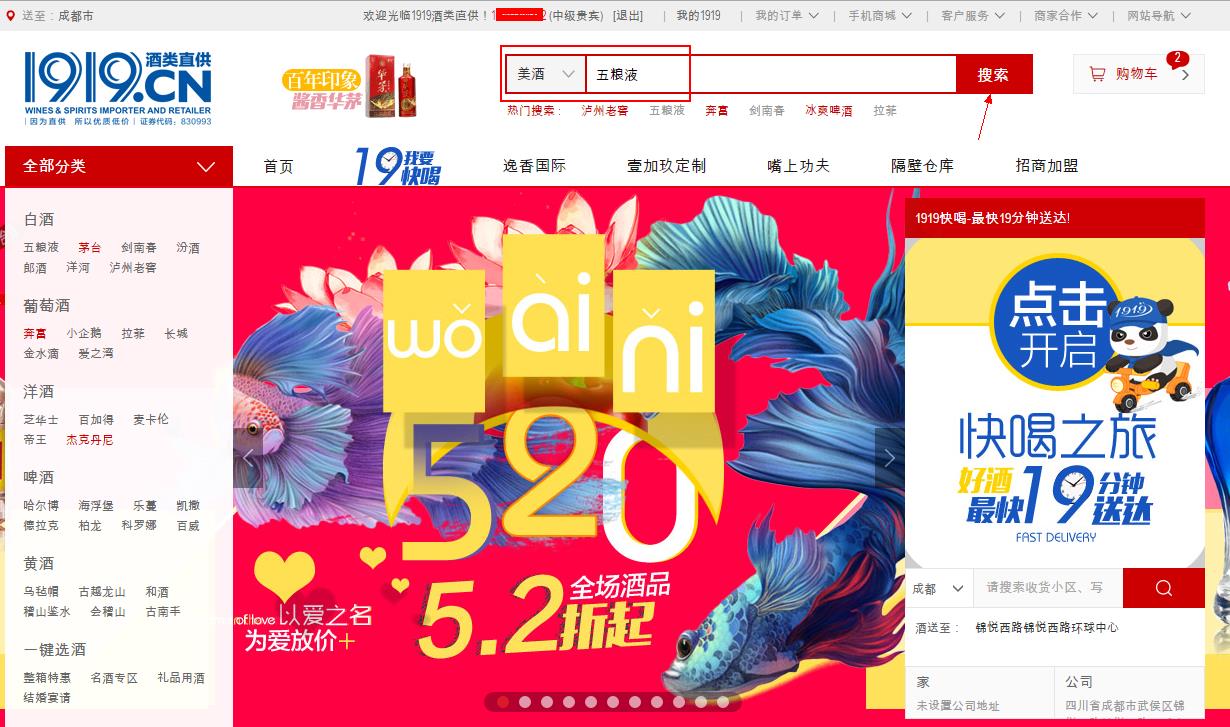 送至：成都市
欢迎光临1919酒类直供！ (中级贵宾) [退出] | 我的1919 | 我的订单 | 手机商城 | 客户服务 | 商家合作 | 网站导航
1919.CN 酒类直供
WINES & SPIRITS IMPORTER AND RETAILER
因为直供 所以优质低价 | 证券代码：830993
百年印象
酱香华茅
美酒 五粮液 搜索
购物车 2
热门搜索： 泸州老窖 五粮液 奔富 剑南春 冰爽啤酒 拉菲
全部分类 首页 19我要快喝 逸香国际 壹加玖定制 嘴上功夫 隔壁仓库 招商加盟
白酒
五粮液 茅台 剑南春 汾酒
郎酒 洋河 泸州老窖
葡萄酒
奔富 小企鹅 拉菲 长城
金水滴 爱之湾
洋酒
芝华士 百加得 麦卡伦
帝王 杰克丹尼
啤酒
哈尔博 海浮堡 乐蔓 凯撒
德拉克 柏龙 科罗娜 百威
黄酒
乌毡帽 古越龙山 和酒
稽山鉴水 会稽山 古南丰
一键选酒
整箱特惠 名酒专区 礼品用酒
结婚宴请
wǒ ài nǐ
520
of love 以爱之名
为爱放价+
5.2折起
全场酒品
1919快喝-最快19分钟送达!
点击
开启
1919
快喝之旅
好酒
最快19分钟送达
FAST DELIVERY
成都 请搜索收货小区、写
酒送至： 锦悦西路锦悦西路环球中心
家
未设置公司地址
公司
四川省成都市武侯区锦